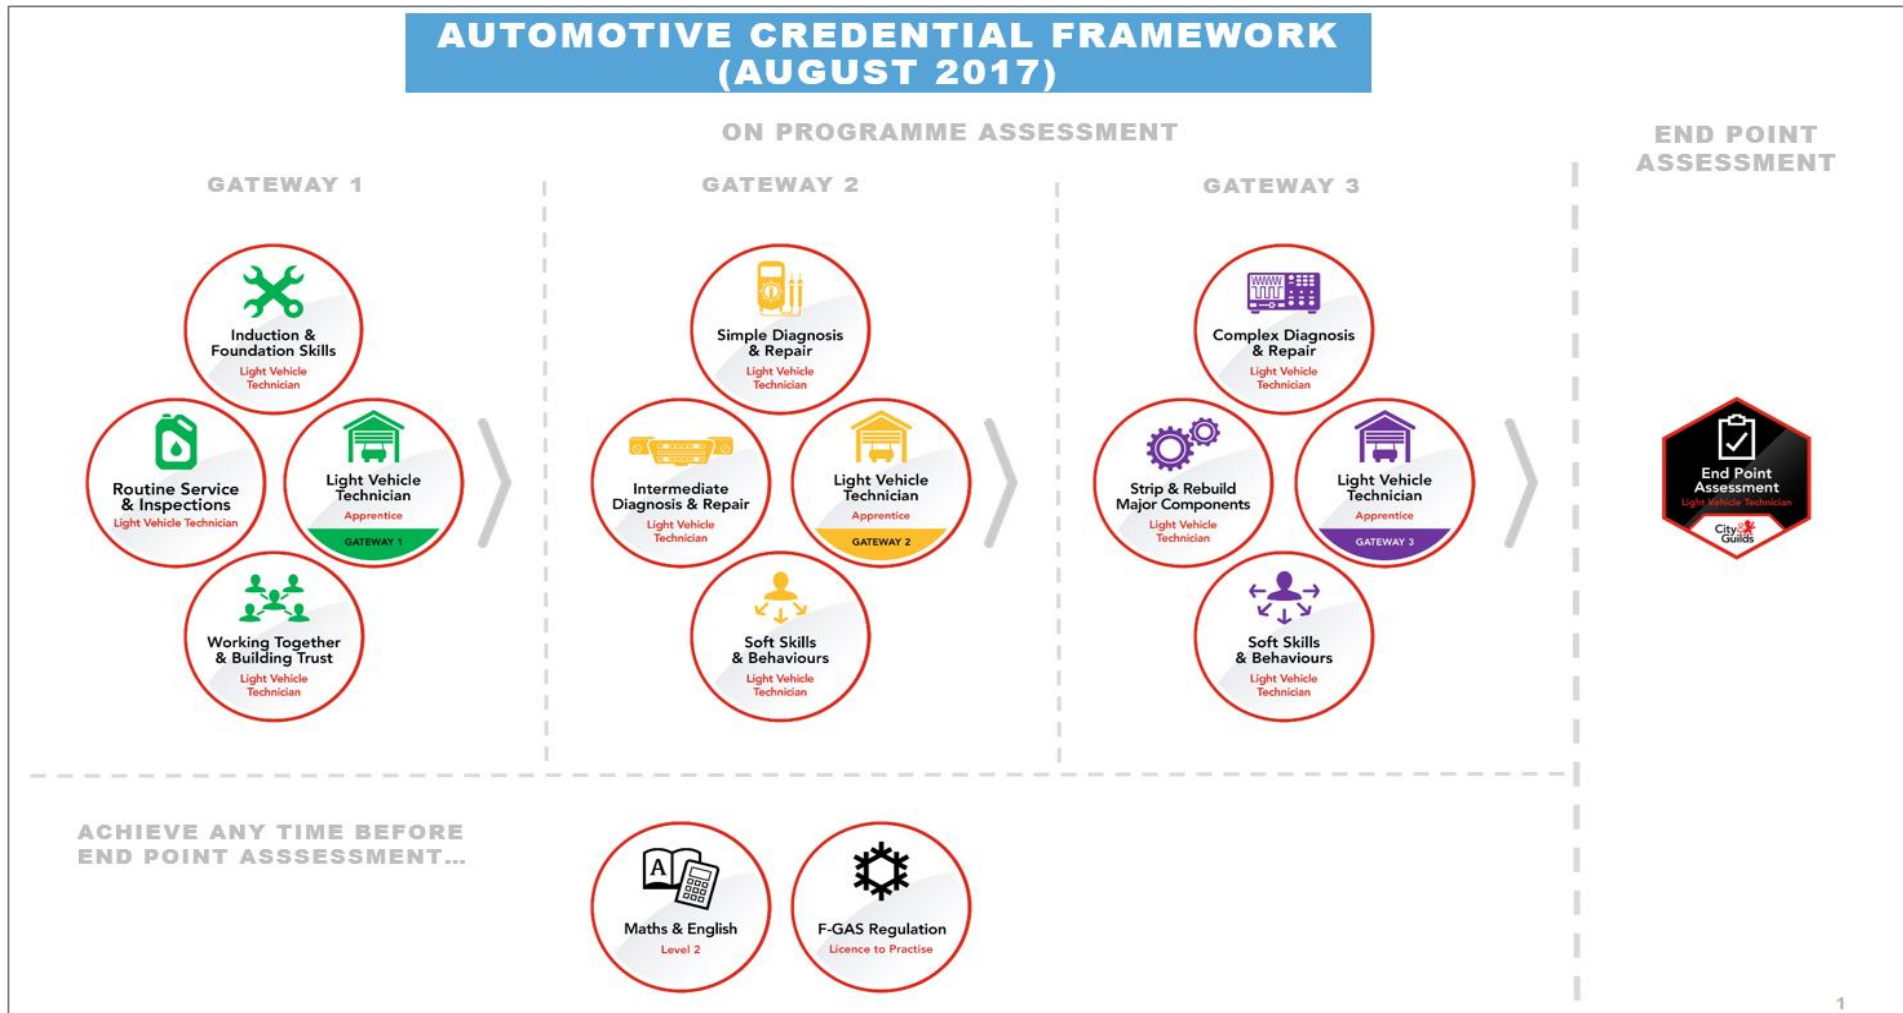 AUTOMOTIVE CREDENTIAL FRAMEWORK
(AUGUST 2017)
ON PROGRAMME ASSESSMENT
END POINT
ASSESSMENT
GATEWAY 1
GATEWAY 2
GATEWAY 3
Induction &
Foundation Skills
Light Vehicle
Technician
Routine Service
& Inspections
Light Vehicle Technician
Light Vehicle
Technician
Apprentice
GATEWAY 1
Working Together
& Building Trust
Light Vehicle
Technician
Simple Diagnosis
& Repair
Light Vehicle
Technician
Intermediate
Diagnosis & Repair
Light Vehicle
Technician
Light Vehicle
Technician
Apprentice
GATEWAY 2
Soft Skills
& Behaviours
Light Vehicle
Technician
Complex Diagnosis
& Repair
Light Vehicle
Technician
Strip & Rebuild
Major Components
Light Vehicle
Technician
Light Vehicle
Technician
Apprentice
GATEWAY 3
Soft Skills
& Behaviours
Light Vehicle
Technician
End Point
Assessment
Light Vehicle Technician
City &
Guilds
ACHIEVE ANY TIME BEFORE
END POINT ASSSESSMENT...
A
Maths & English
Level 2
F-GAS Regulation
Licence to Practise
1